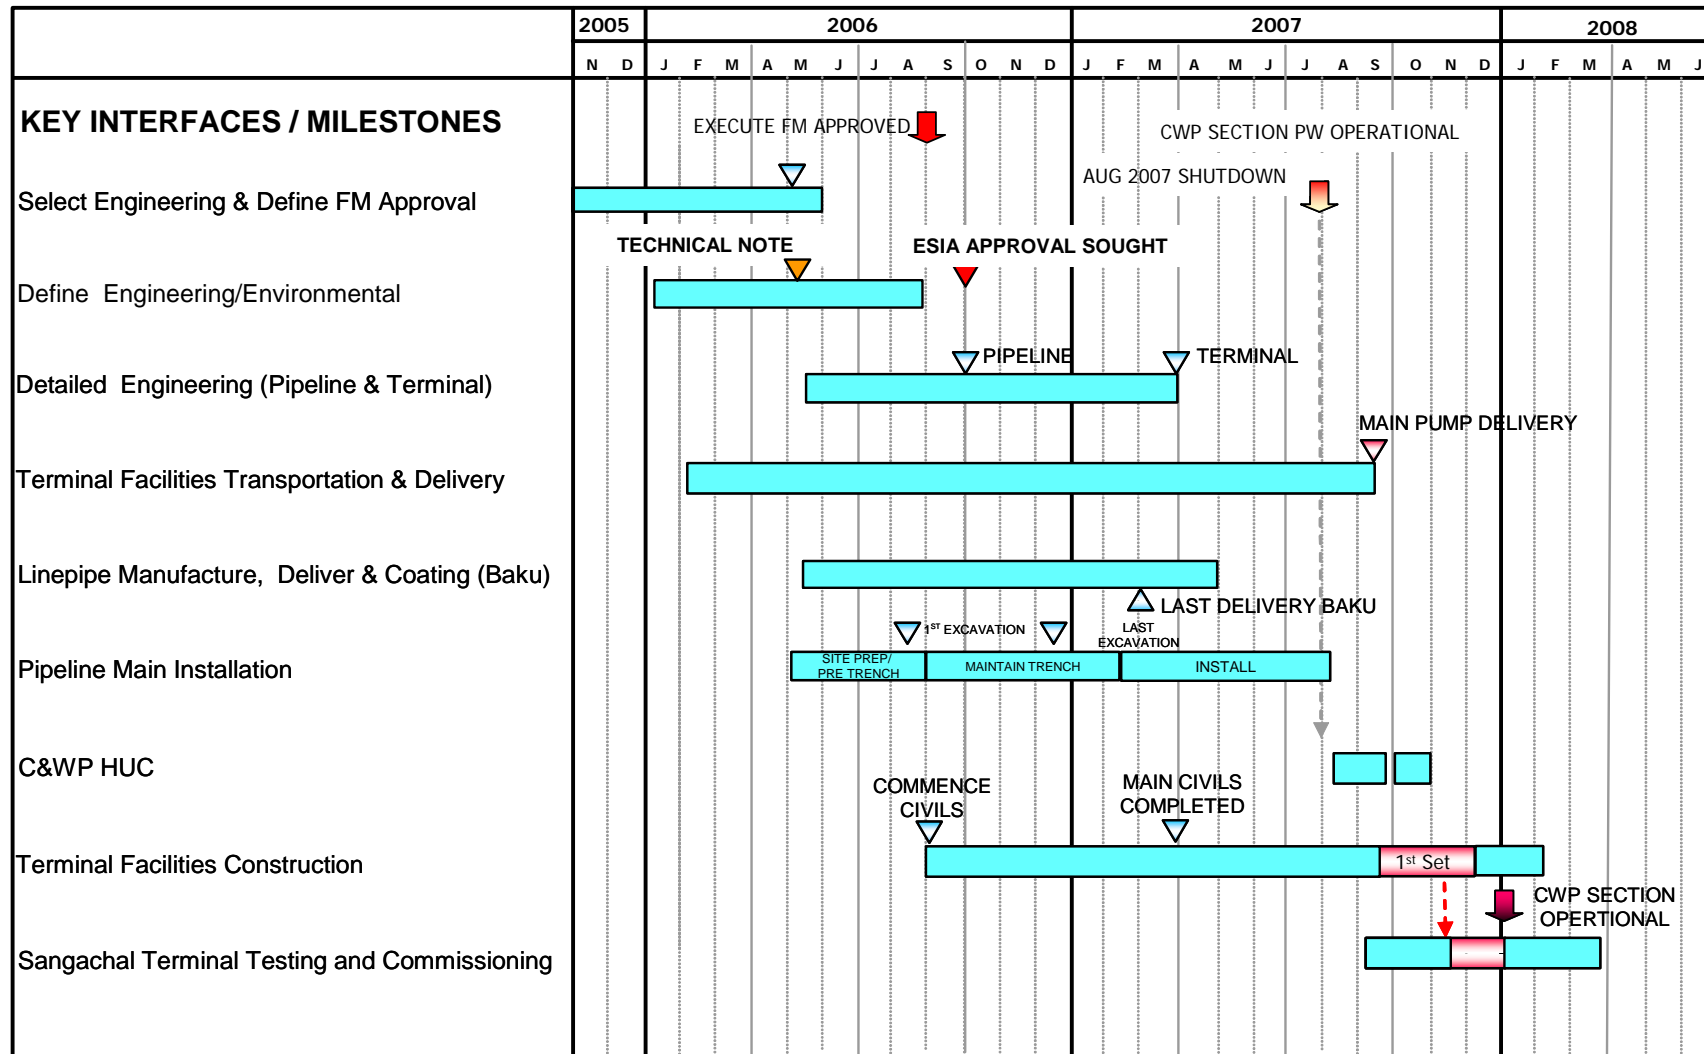 2005 2006 2007 2008
N D J F M A M J J A S O N D J F M A M J J A S O N D J F M A M J
KEY INTERFACES / MILESTONES
EXECUTE FM APPROVED
CWP SECTION PW OPERATIONAL
AUG 2007 SHUTDOWN
Select Engineering & Define FM Approval
TECHNICAL NOTE
ESIA APPROVAL SOUGHT
Define Engineering/Environmental
PIPELINE
TERMINAL
Detailed Engineering (Pipeline & Terminal)
MAIN PUMP DELIVERY
Terminal Facilities Transportation & Delivery
Linepipe Manufacture, Deliver & Coating (Baku)
LAST DELIVERY BAKU
1ST EXCAVATION
LAST
EXCAVATION
Pipeline Main Installation
SITE PREP/
PRE TRENCH
MAINTAIN TRENCH
INSTALL
C&WP HUC
COMMENCE
CIVILS
MAIN CIVILS
COMPLETED
Terminal Facilities Construction
1st Set
CWP SECTION
OPERTIONAL
Sangachal Terminal Testing and Commissioning